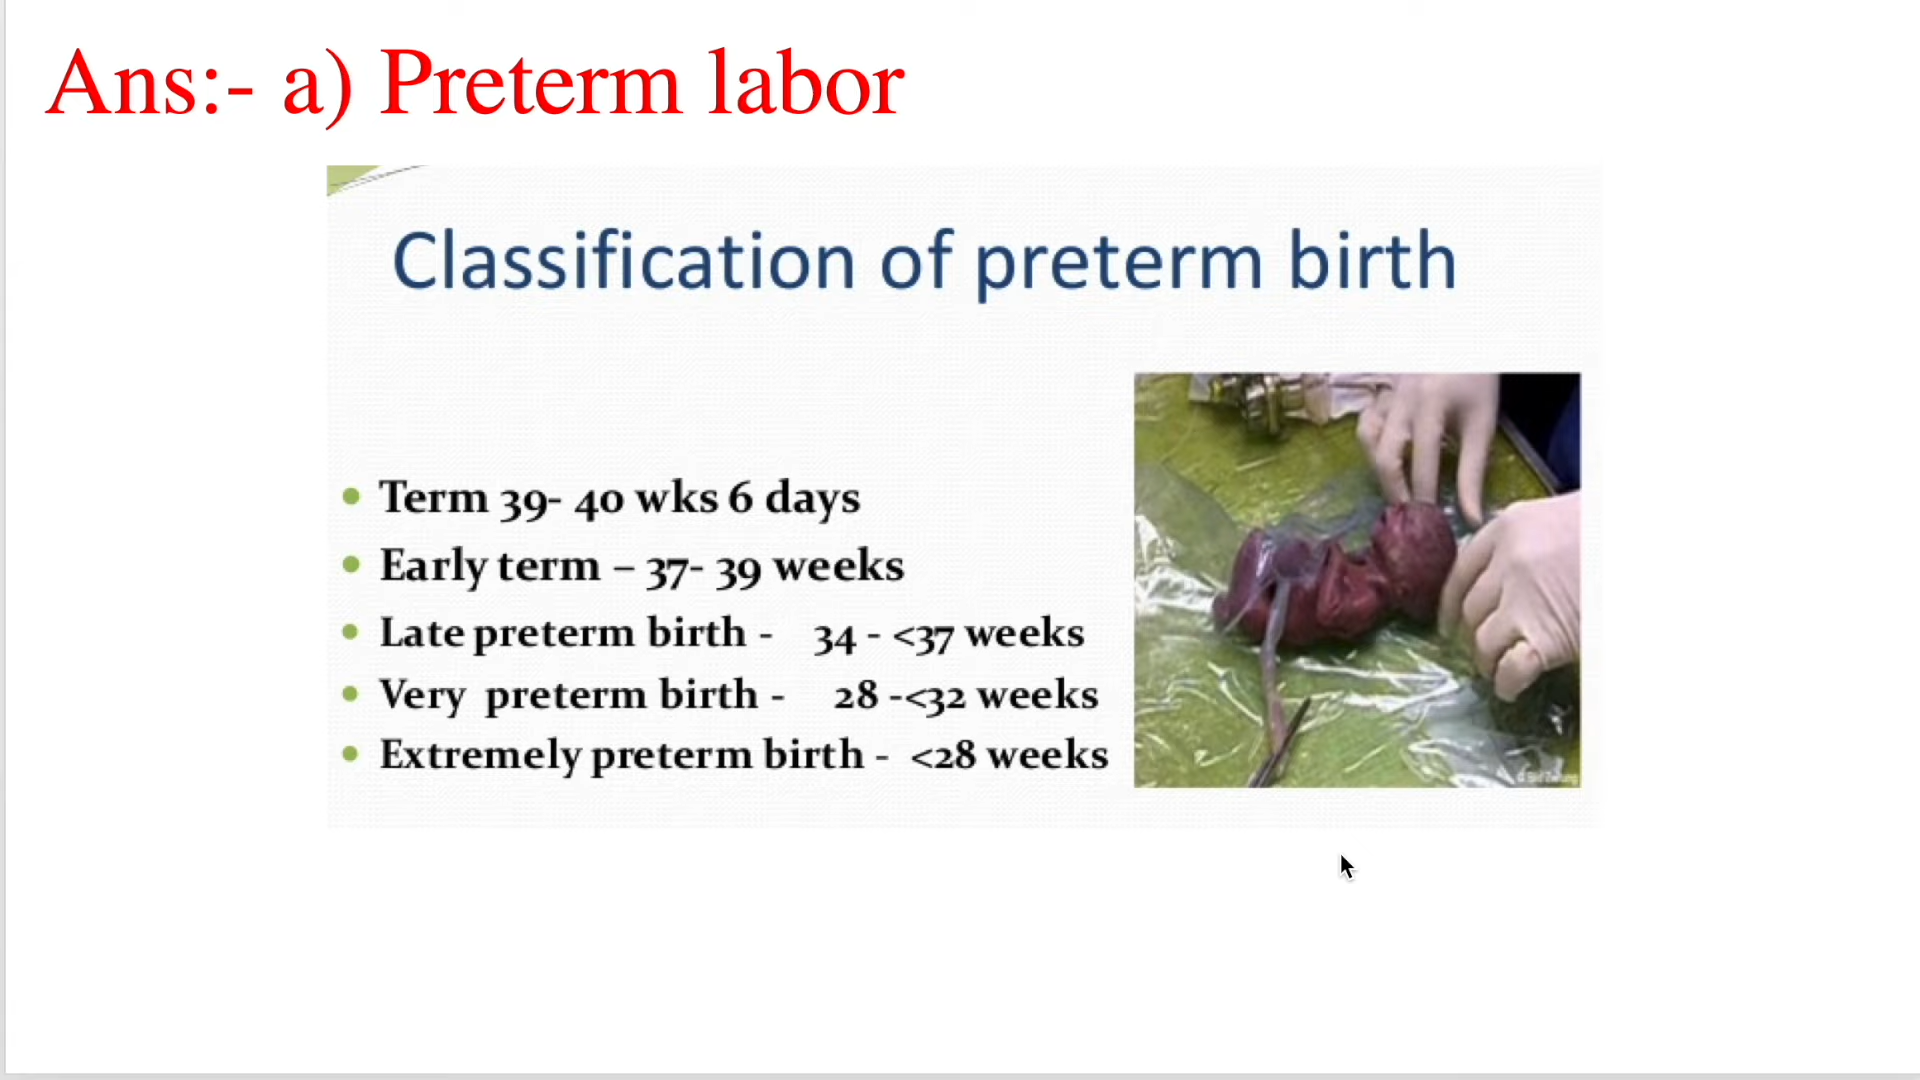 Ans:- a) Preterm labor
Classification of preterm birth
• Term 39- 40 wks 6 days
• Early term – 37- 39 weeks
• Late preterm birth - 34 - <37 weeks
• Very preterm birth - 28 -<32 weeks
• Extremely preterm birth - <28 weeks